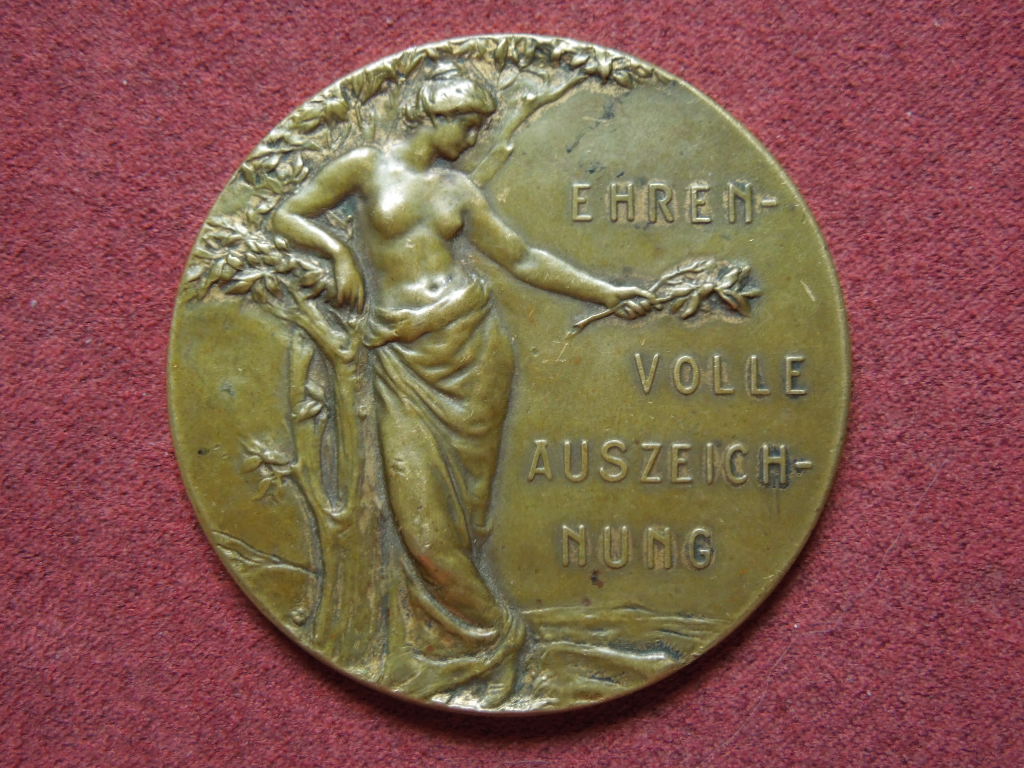 EHREN-
VOLLE
AUSZEICH-
NUNG